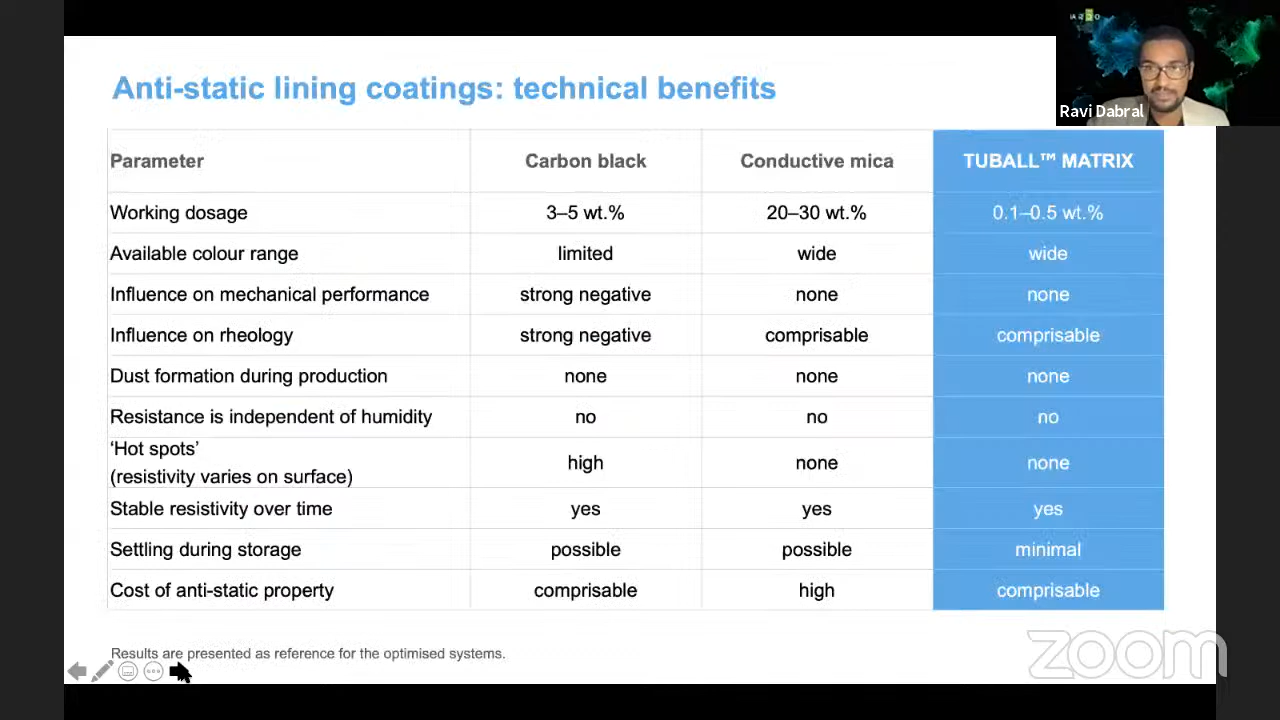 Anti-static lining coatings: technical benefits
Ravi Dabral
Parameter Carbon black Conductive mica TUBALL™ MATRIX
Working dosage 3–5 wt.% 20–30 wt.% 0.1–0.5 wt.%
Available colour range limited wide wide
Influence on mechanical performance strong negative none none
Influence on rheology strong negative comprisable comprisable
Dust formation during production none none none
Resistance is independent of humidity no no no
‘Hot spots’
(resistivity varies on surface) high none none
Stable resistivity over time yes yes yes
Settling during storage possible possible minimal
Cost of anti-static property comprisable high comprisable
Results are presented as reference for the optimised systems.
zoom